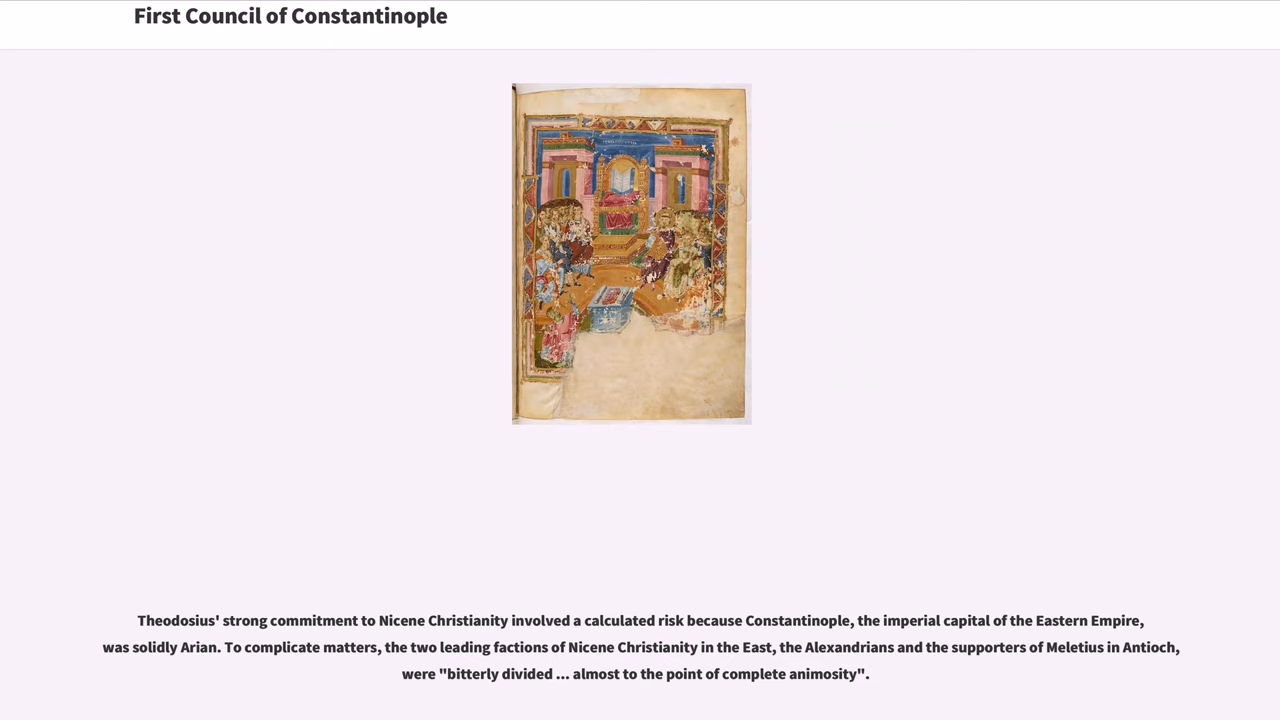 First Council of Constantinople
Theodosius' strong commitment to Nicene Christianity involved a calculated risk because Constantinople, the imperial capital of the Eastern Empire,
was solidly Arian. To complicate matters, the two leading factions of Nicene Christianity in the East, the Alexandrians and the supporters of Meletius in Antioch,
were "bitterly divided ... almost to the point of complete animosity".